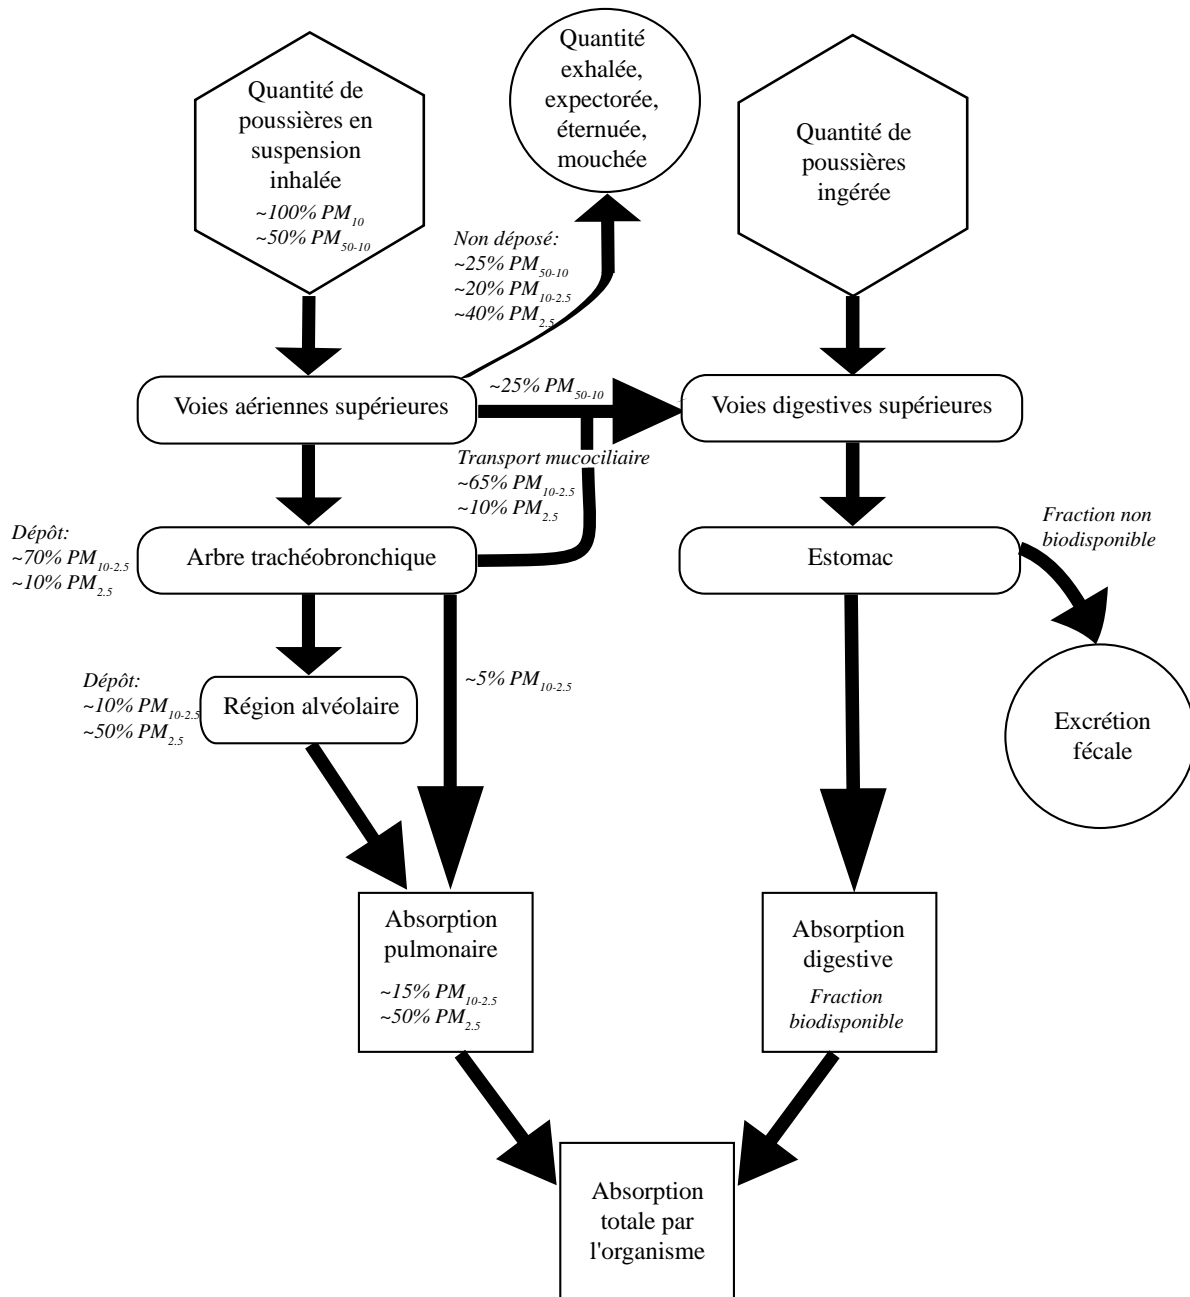 Quantité de
poussières en
suspension
inhalée
~100% PM10
~50% PM50-10
Quantité
exhalée,
expectorée,
éternuée,
mouchée
Quantité de
poussières
ingérée
Non déposé:
~25% PM50-10
~20% PM10-2.5
~40% PM2.5
Voies aériennes supérieures
~25% PM50-10
Voies digestives supérieures
Transport mucociliaire
~65% PM10-2.5
~10% PM2.5
Dépôt:
~70% PM10-2.5
~10% PM2.5
Arbre trachéobronchique
Estomac
Fraction non
biodisponible
Dépôt:
~10% PM10-2.5
~50% PM2.5
Région alvéolaire
~5% PM10-2.5
Excrétion
fécale
Absorption
pulmonaire
~15% PM10-2.5
~50% PM2.5
Absorption
digestive
Fraction
biodisponible
Absorption
totale par
l'organisme